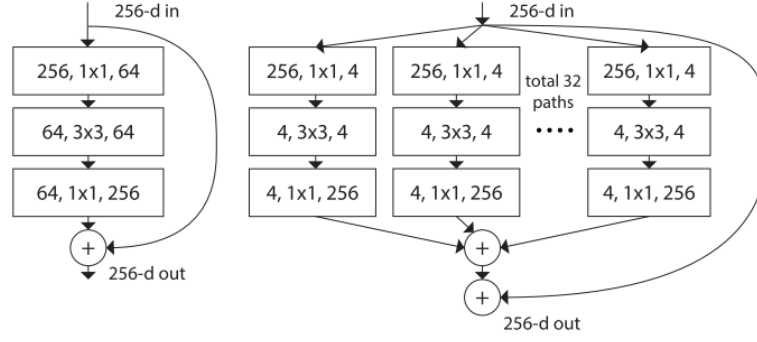 256-d in
256, 1x1, 64
64, 3x3, 64
64, 1x1, 256
+
256-d out
256-d in
256, 1x1, 4
256, 1x1, 4
total 32
paths
....
256, 1x1, 4
4, 3x3, 4
4, 3x3, 4
4, 3x3, 4
4, 1x1, 256
4, 1x1, 256
4, 1x1, 256
+
+
256-d out